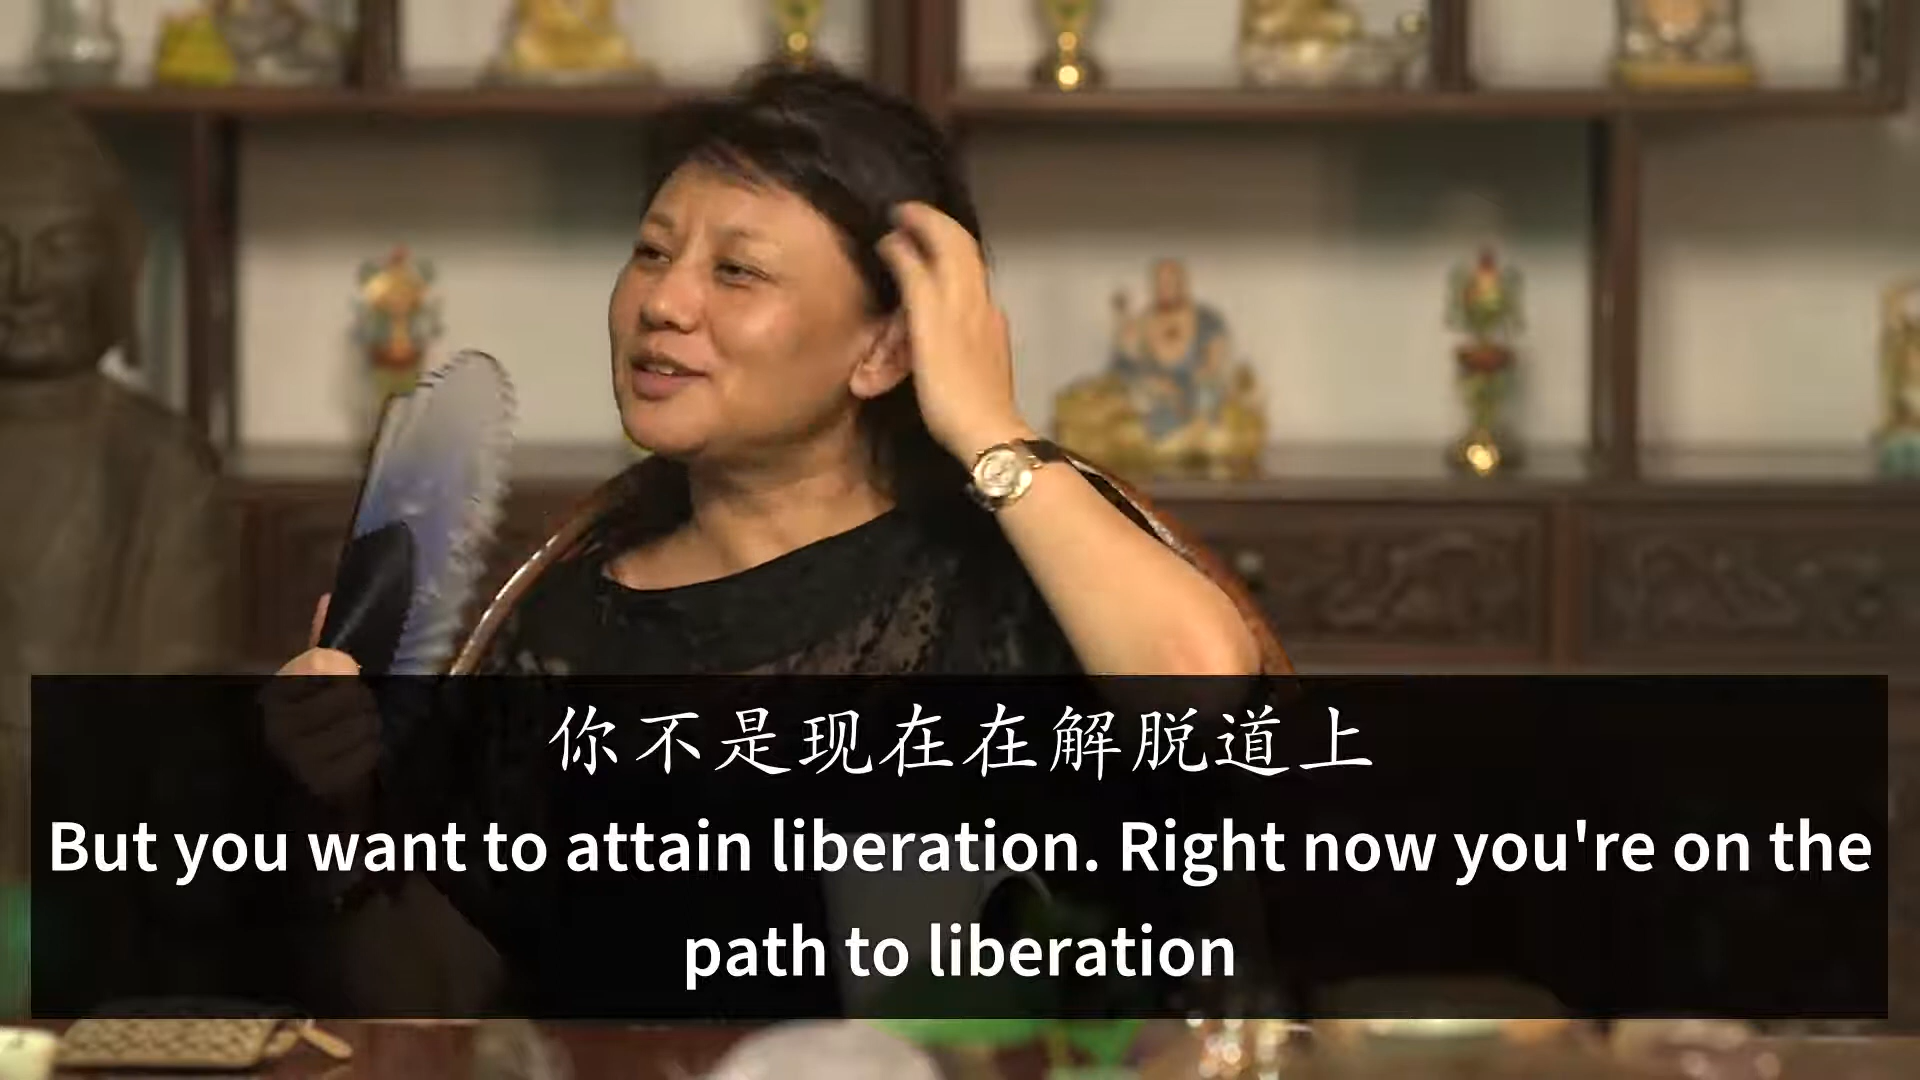 你不是现在在解脱道上
But you want to attain liberation. Right now you're on the
path to liberation